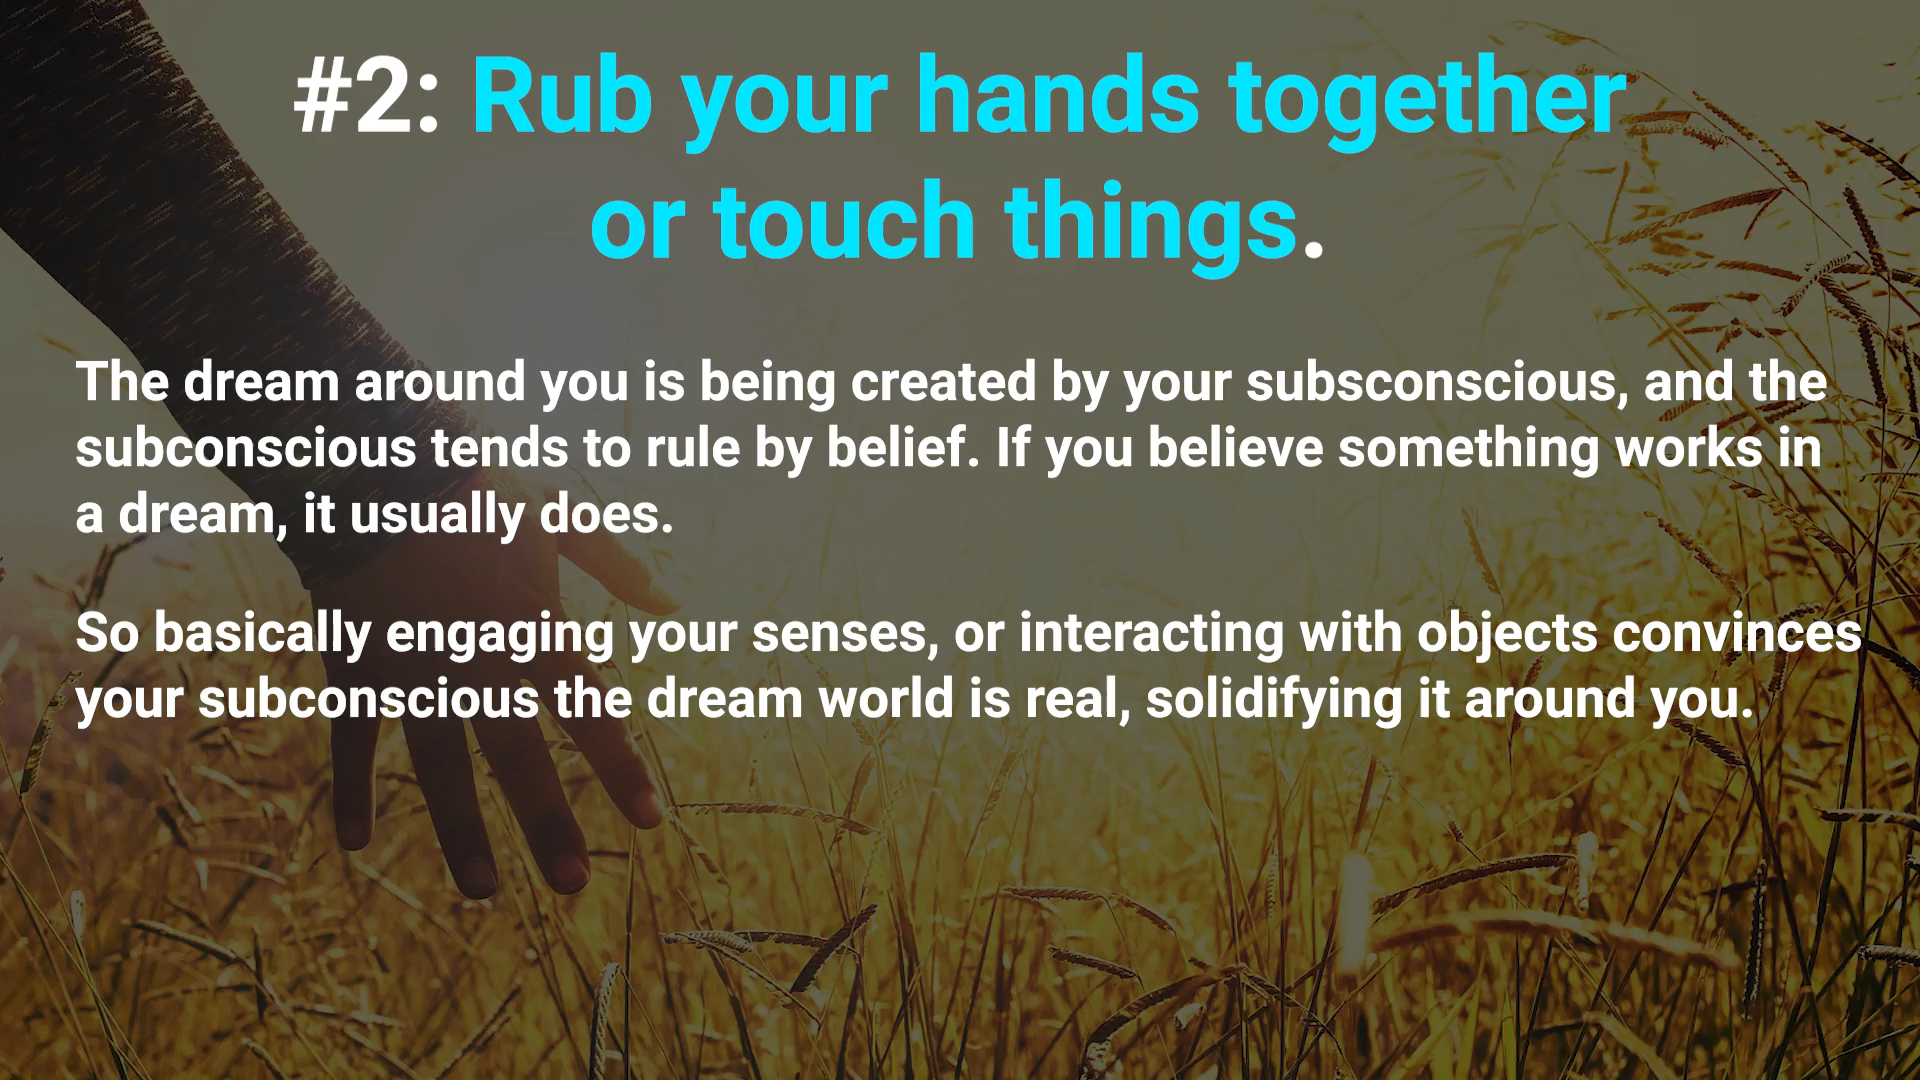 #2: Rub your hands together
or touch things.
The dream around you is being created by your subsconscious, and the
subconscious tends to rule by belief. If you believe something works in
a dream, it usually does.
So basically engaging your senses, or interacting with objects convinces
your subconscious the dream world is real, solidifying it around you.